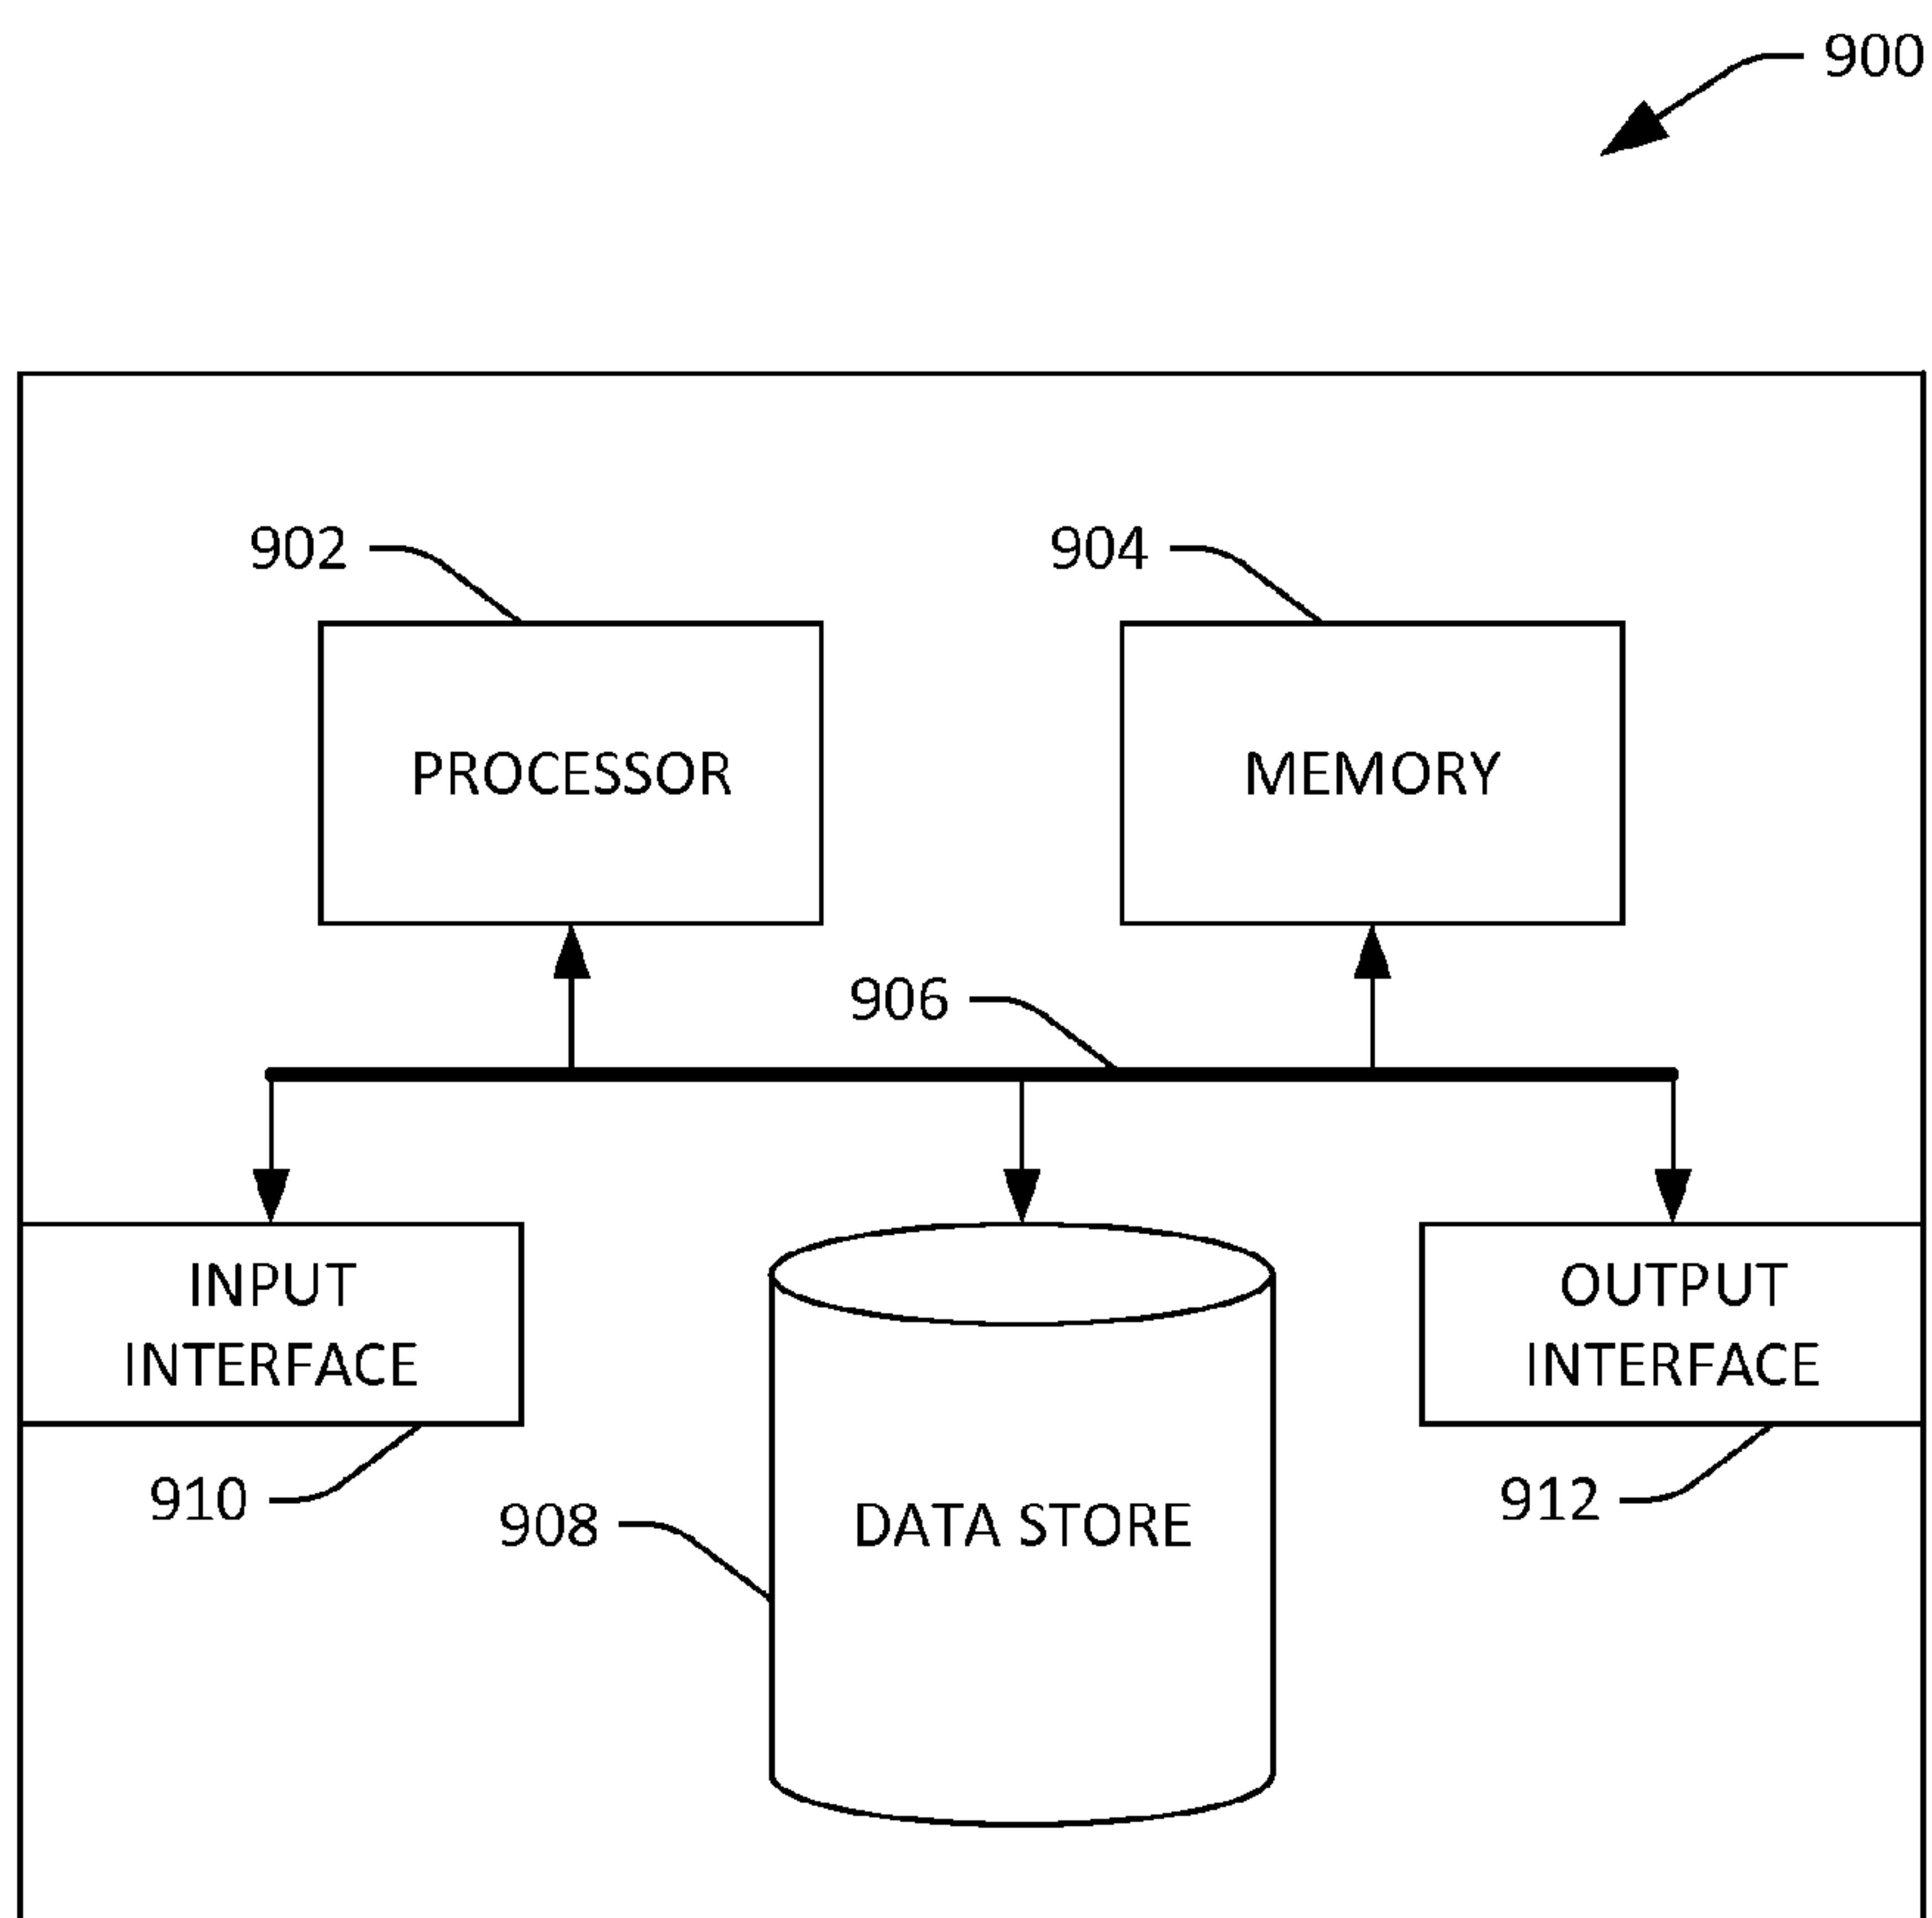 900
902
904
PROCESSOR
MEMORY
906
INPUT
INTERFACE
OUTPUT
INTERFACE
910
908
DATA STORE
912